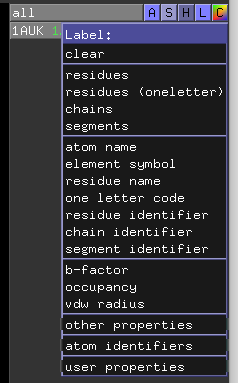 all A S H L C
1AUK 1
Label:
clear
residues
residues (oneletter)
chains
segments
atom name
element symbol
residue name
one letter code
residue identifier
chain identifier
segment identifier
b-factor
occupancy
vdw radius
other properties
atom identifiers
user properties